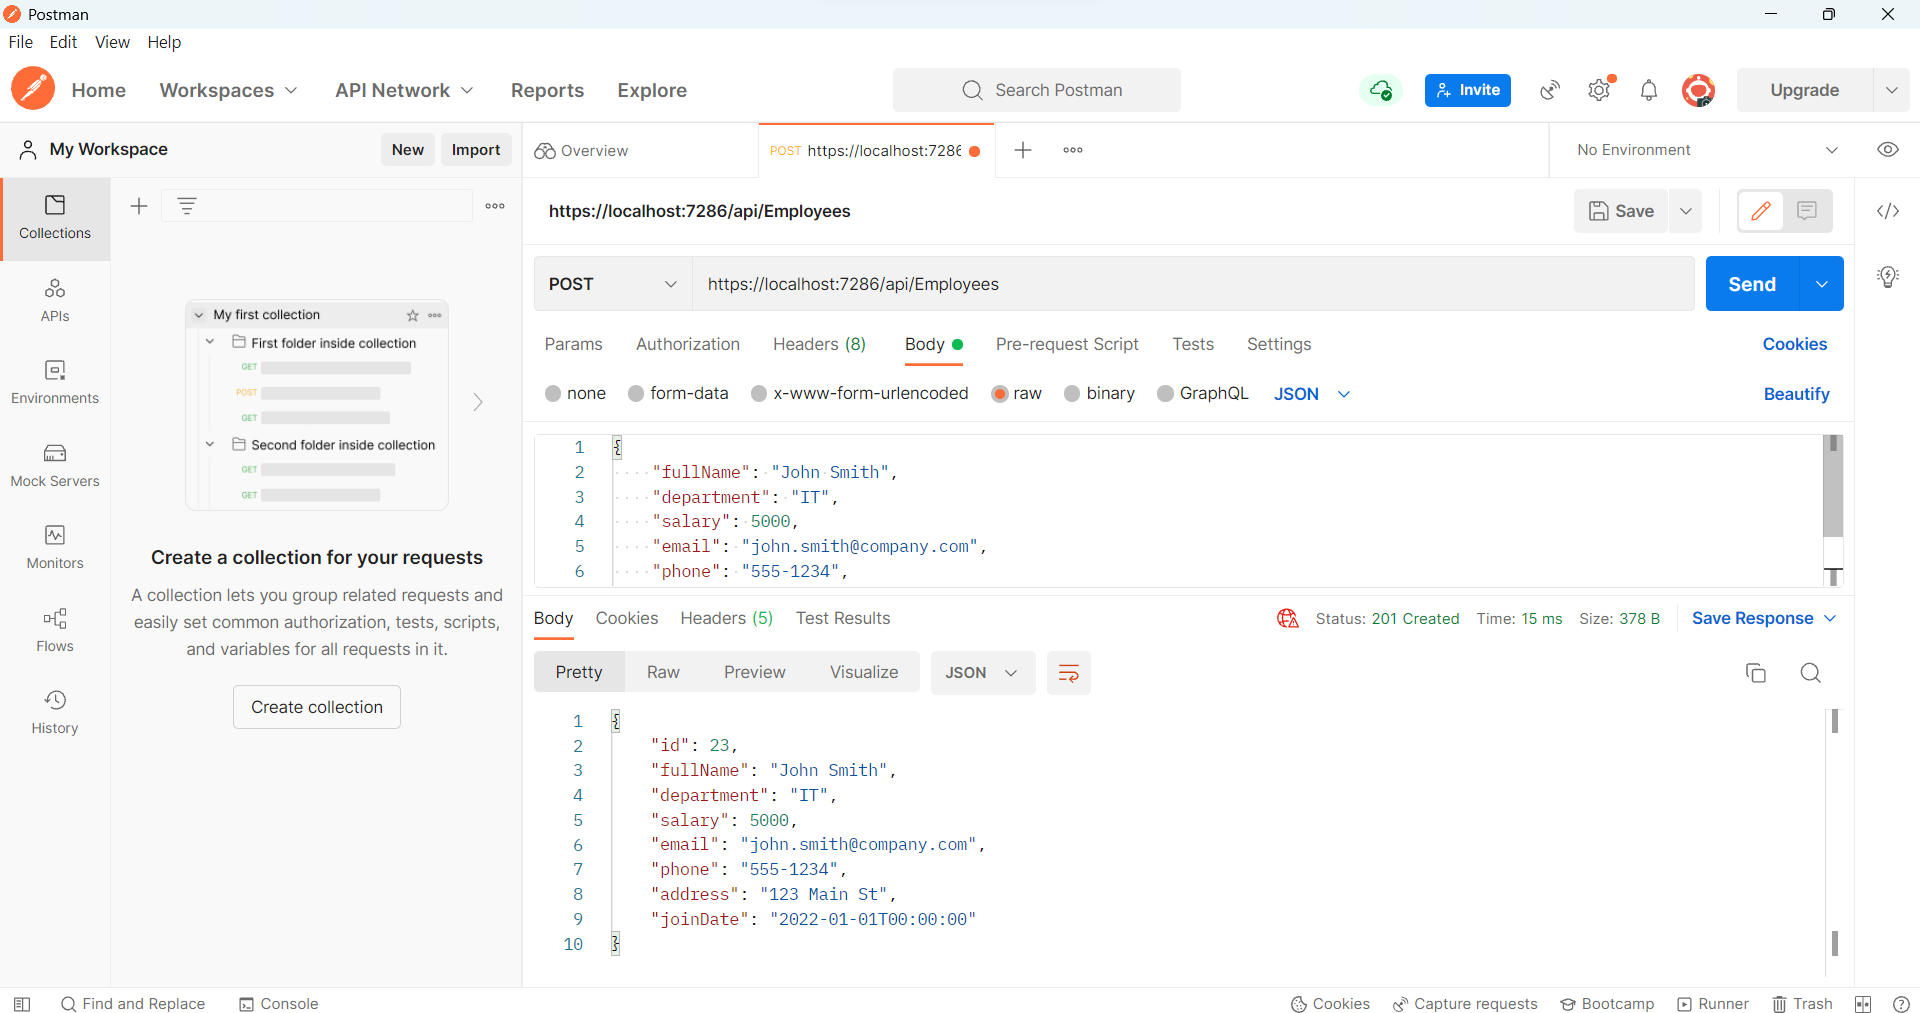 Postman
File Edit View Help
Home Workspaces API Network Reports Explore Search Postman Invite Upgrade
My Workspace New Import Overview POST https://localhost:7286 No Environment
Collections
APIs
Environments
Mock Servers
Monitors
Flows
History
My first collection
First folder inside collection
GET
POST
GET
Second folder inside collection
GET
GET
Create a collection for your requests
A collection lets you group related requests and
easily set common authorization, tests, scripts,
and variables for all requests in it.
Create collection
https://localhost:7286/api/Employees Save
POST https://localhost:7286/api/Employees Send
Params Authorization Headers (8) Body Pre-request Script Tests Settings Cookies
none form-data x-www-form-urlencoded raw binary GraphQL JSON Beautify
1 {
2 "fullName": "John Smith",
3 "department": "IT",
4 "salary": 5000,
5 "email": "john.smith@company.com",
6 "phone": "555-1234",
Body Cookies Headers (5) Test Results Status: 201 Created Time: 15 ms Size: 378 B Save Response
Pretty Raw Preview Visualize JSON
1 {
2 "id": 23,
3 "fullName": "John Smith",
4 "department": "IT",
5 "salary": 5000,
6 "email": "john.smith@company.com",
7 "phone": "555-1234",
8 "address": "123 Main St",
9 "joinDate": "2022-01-01T00:00:00"
10 }
Find and Replace Console Cookies Capture requests Bootcamp Runner Trash